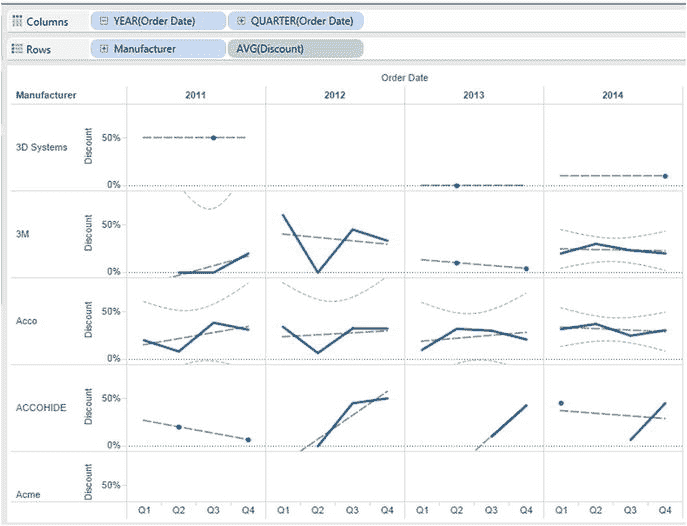 Columns YEAR(Order Date) QUARTER(Order Date)
Rows Manufacturer AVG(Discount)
Order Date
Manufacturer 2011 2012 2013 2014
3D Systems Discount 50% 0%
3M Discount 50% 0%
Acco Discount 50% 0%
ACCOHIDE Discount 50% 0%
Acme Discount 50%
Q1 Q2 Q3 Q4 Q1 Q2 Q3 Q4 Q1 Q2 Q3 Q4 Q1 Q2 Q3 Q4